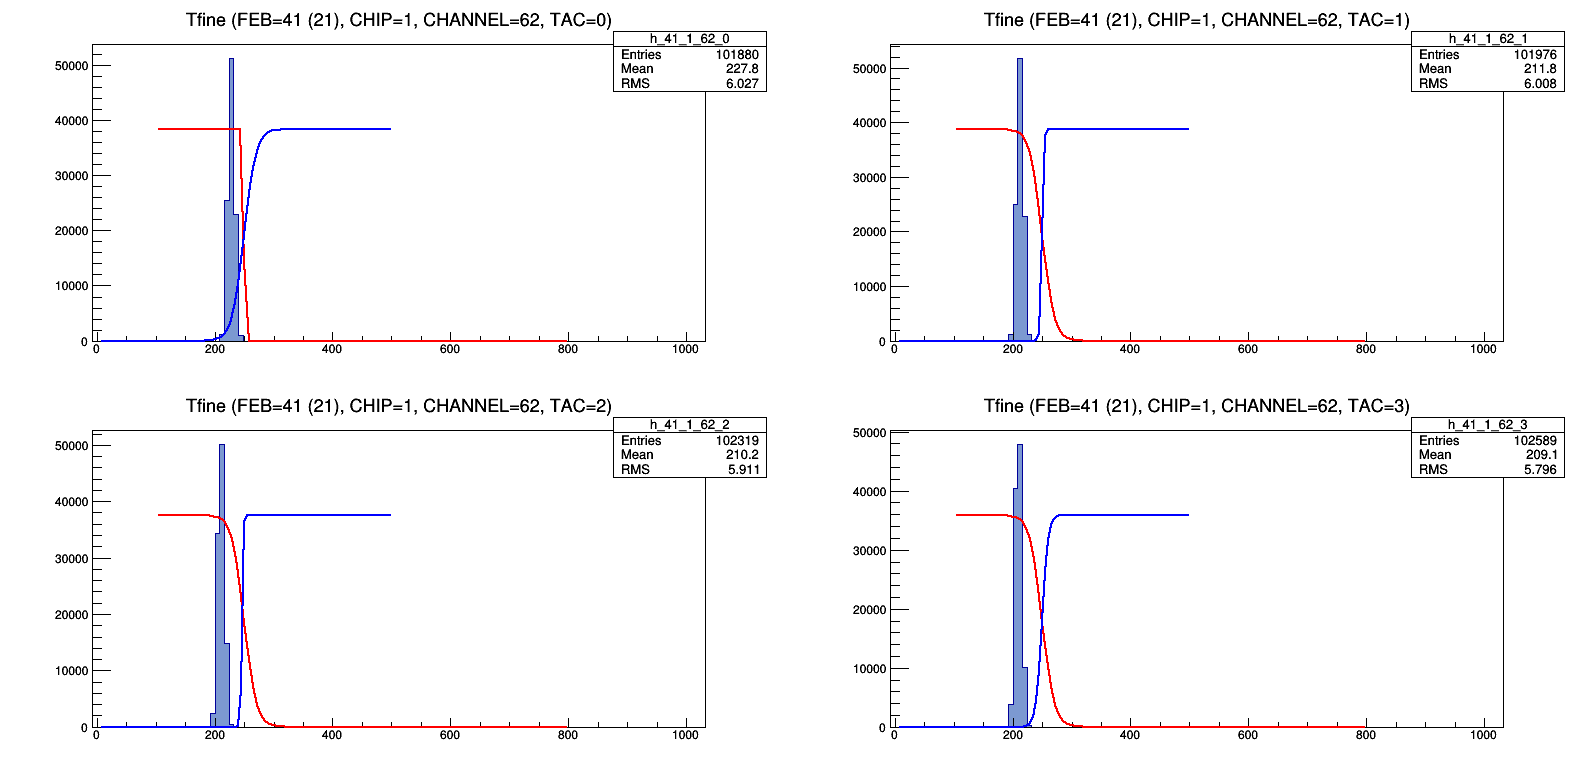 Tfine (FEB=41 (21), CHIP=1, CHANNEL=62, TAC=0)
h_41_1_62_0
Entries 101880
Mean 227.8
RMS 6.027
50000
40000
30000
20000
10000
0
0 200 400 600 800 1000
Tfine (FEB=41 (21), CHIP=1, CHANNEL=62, TAC=1)
h_41_1_62_1
Entries 101976
Mean 211.8
RMS 6.008
50000
40000
30000
20000
10000
0
0 200 400 600 800 1000
Tfine (FEB=41 (21), CHIP=1, CHANNEL=62, TAC=2)
h_41_1_62_2
Entries 102319
Mean 210.2
RMS 5.911
50000
40000
30000
20000
10000
0
0 200 400 600 800 1000
Tfine (FEB=41 (21), CHIP=1, CHANNEL=62, TAC=3)
h_41_1_62_3
Entries 102589
Mean 209.1
RMS 5.796
50000
40000
30000
20000
10000
0
0 200 400 600 800 1000